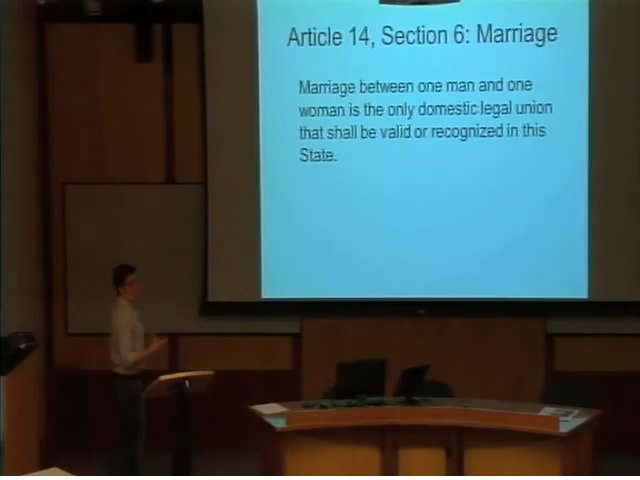 Article 14, Section 6: Marriage
Marriage between one man and one
woman is the only domestic legal union
that shall be valid or recognized in this
State.